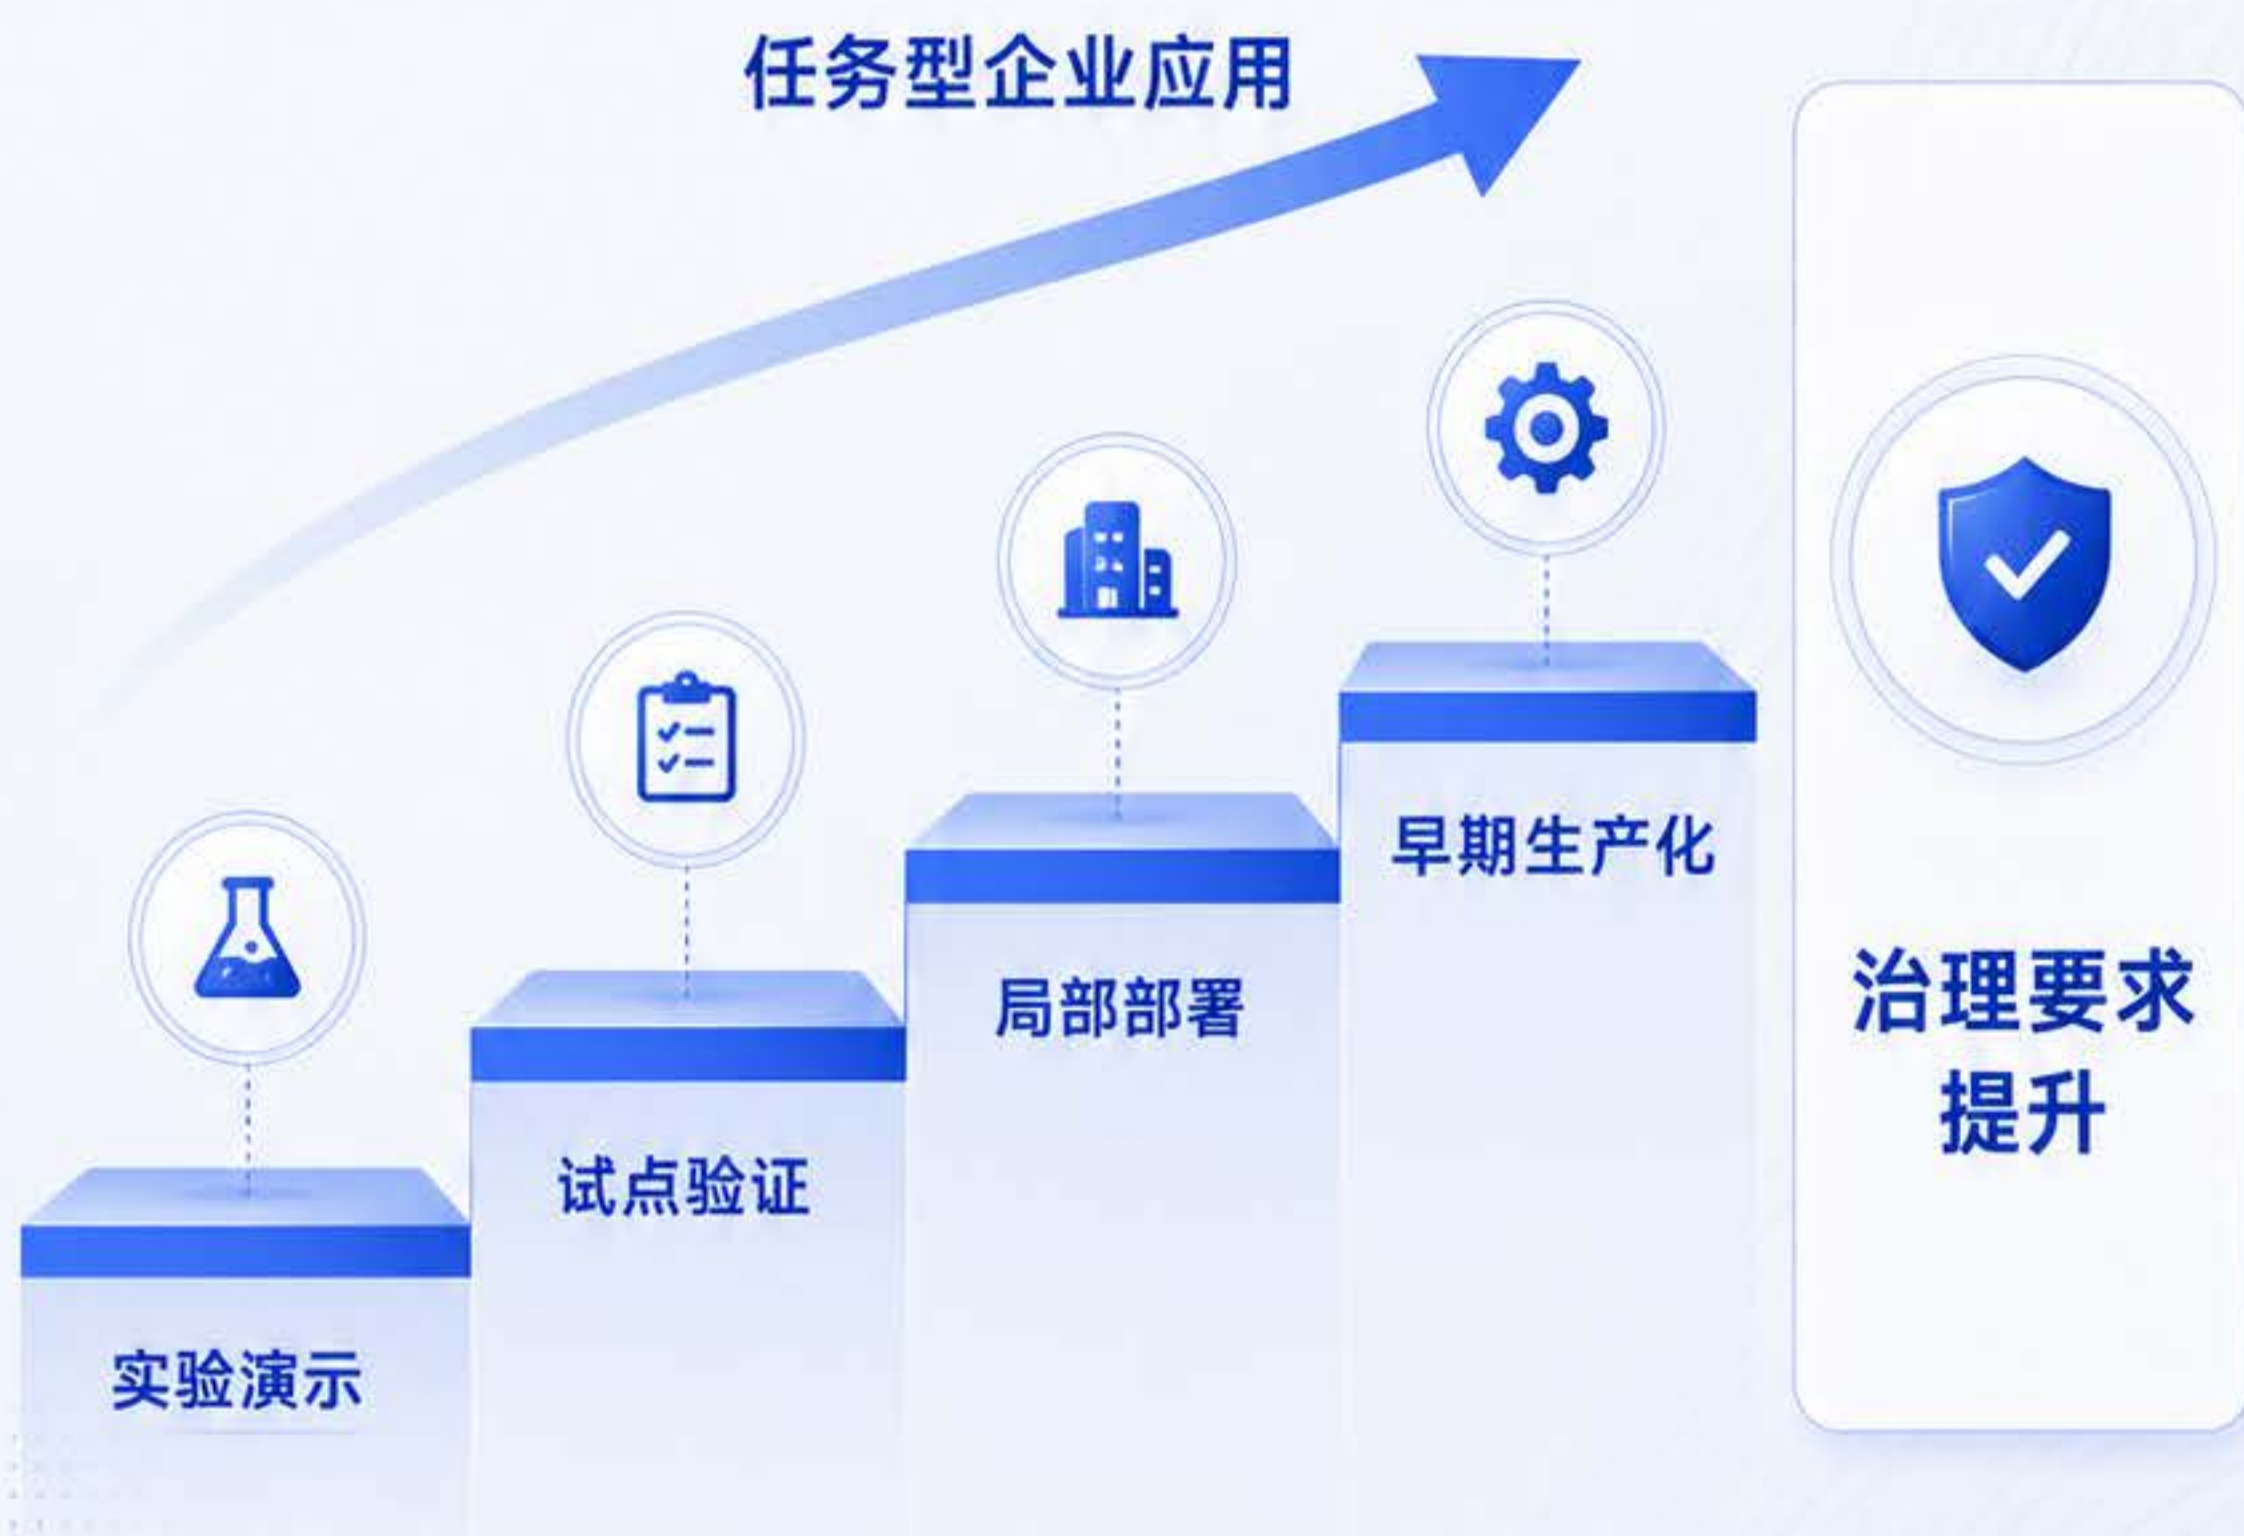 任务型企业应用
早期生产化
局部部署
试点验证
实验演示
治理要求
提升